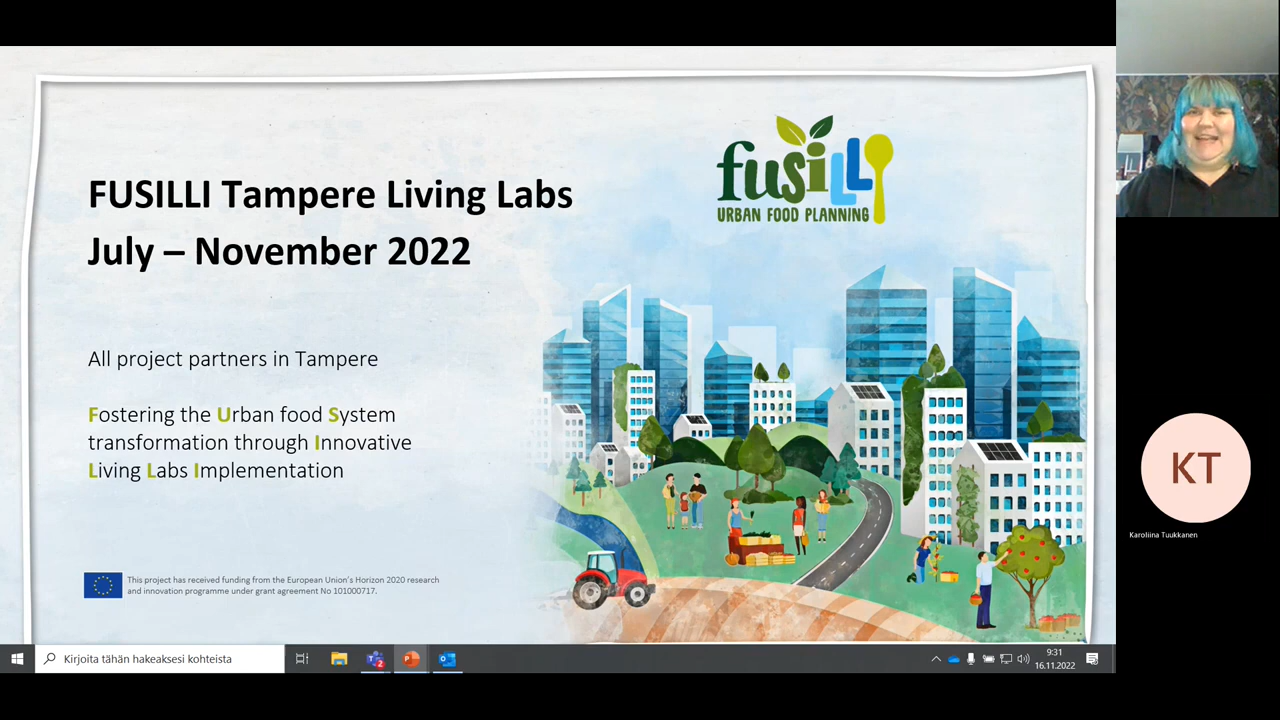 FUSILLI Tampere Living Labs
July – November 2022
All project partners in Tampere
Fostering the Urban food System
transformation through Innovative
Living Labs Implementation
This project has received funding from the European Union's Horizon 2020 research
and innovation programme under grant agreement No 101000717.
fusilli
URBAN FOOD PLANNING
KT
Karoliina Tuukkanen
Kirjoita tähän hakeaksesi kohteista
2
9:31
16.11.2022